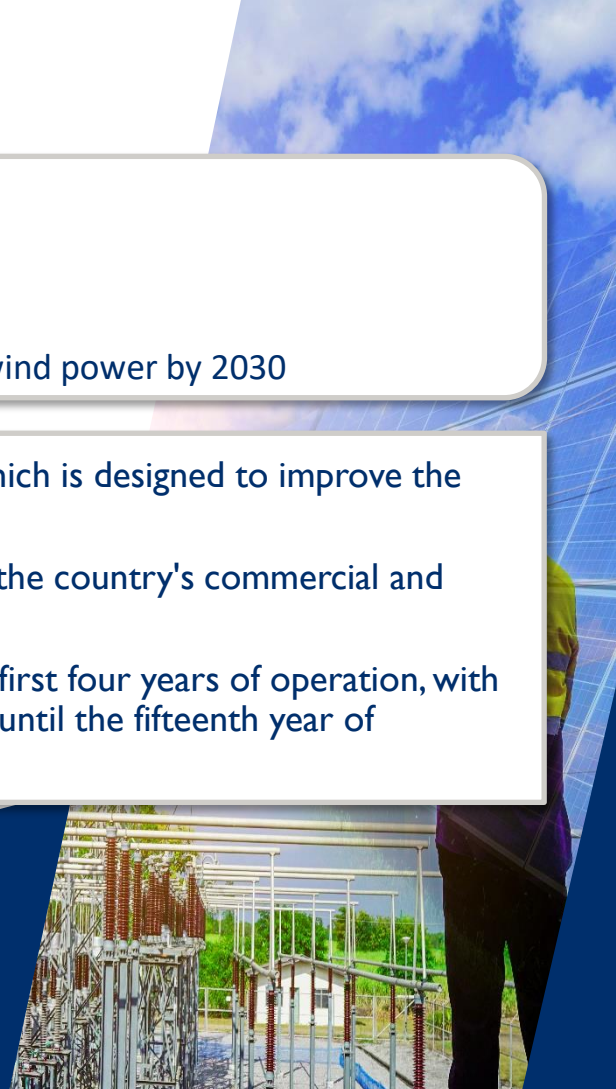 wind power by 2030
which is designed to improve the
the country's commercial and
first four years of operation, with
until the fifteenth year of